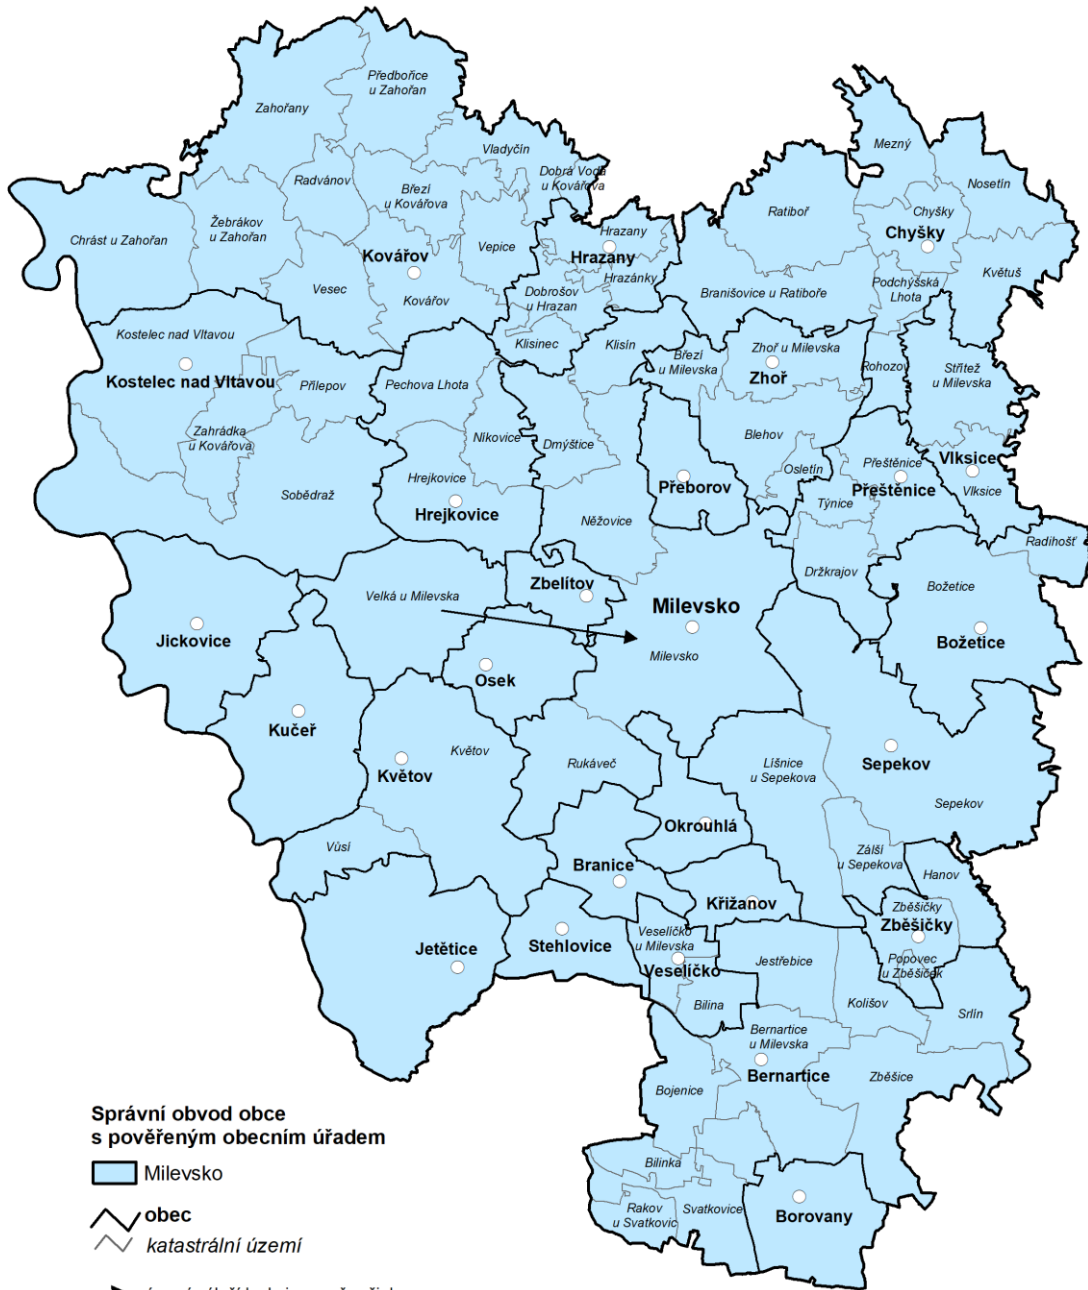 Předbořice
u Zahořan
Zahořany
Mezný
Vladyčín
Dobrá Voda
u Kovářova
Radvánov
Březí
u Kovářova
Nosetín
Ratiboř
Chyšky
Chyšky
Žebrákov
u Zahořan
Chrást u Zahořan
Hrazany
Hrazany
Vepice
Kovářov
Kovářov
Vesec
Hrazánky
Dobrošov
u Hrazan
Podchýšská
Lhota
Květuš
Branišovice u Ratiboře
Kostelec nad Vltavou
Kostelec nad Vltavou
Klisinec
Klisín
Březí
u Milevska
Zhoř u Milevska
Zhoř
Rohozov
Střítež
u Milevska
Přílepov
Pechova Lhota
Zahrádka
u Kovářova
Níkovice
Dmýštice
Blehov
Osletín
Přeštěnice
Přeštěnice
Vlksice
Vlksice
Sobědraž
Hrejkovice
Hrejkovice
Přeborov
Týnice
Něžovice
Radihošť
Držkrajov
Božetice
Božetice
Velká u Milevska
Zbelítov
Milevsko
Milevsko
Jickovice
Osek
Kučeř
Květov
Květov
Rukáveč
Líšnice
u Sepekova
Sepekov
Sepekov
Okrouhlá
Vůsí
Branice
Zálší
u Sepekova
Hanov
Křižanov
Zběšičky
Zběšičky
Jetětice
Stehlovice
Veselíčko
u Milevska
Veselíčko
Jestřebice
Popovec
u Zběšiček
Bilina
Kolišov
Srlín
Bernartice
u Milevska
Bernartice
Bojenice
Zběšice
Bilinka
Rakov
u Svatkovic
Svatkovice
Borovany
Správní obvod obce
s pověřeným obecním úřadem
Milevsko
obec
katastrální území